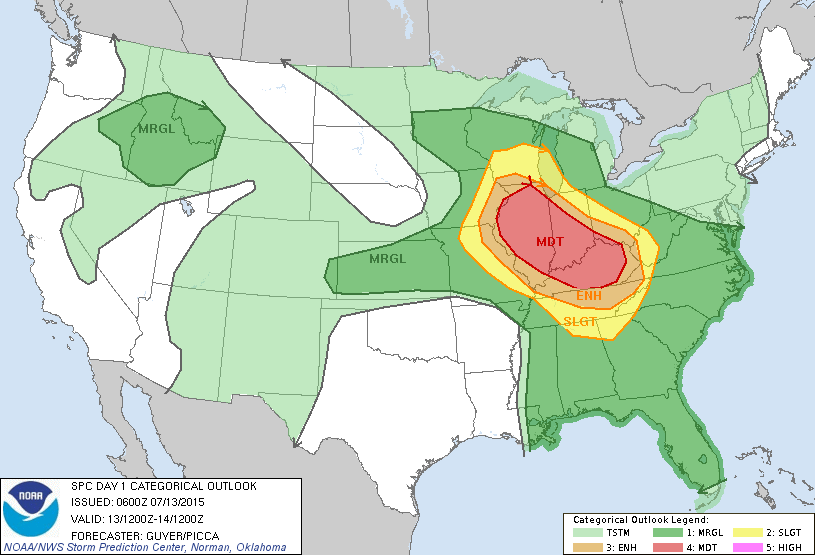 MRGL
MRGL
MDT
ENH
SLGT
NOAA
SPC DAY 1 CATEGORICAL OUTLOOK
ISSUED: 0600Z 07/13/2015
VALID: 13/1200Z-14/1200Z
FORECASTER: GUYER/PICCA
NOAA/NWS Storm Prediction Center, Norman, Oklahoma
Categorical Outlook Legend:
TSTM 1: MRGL 2: SLGT
3: ENH 4: MDT 5: HIGH